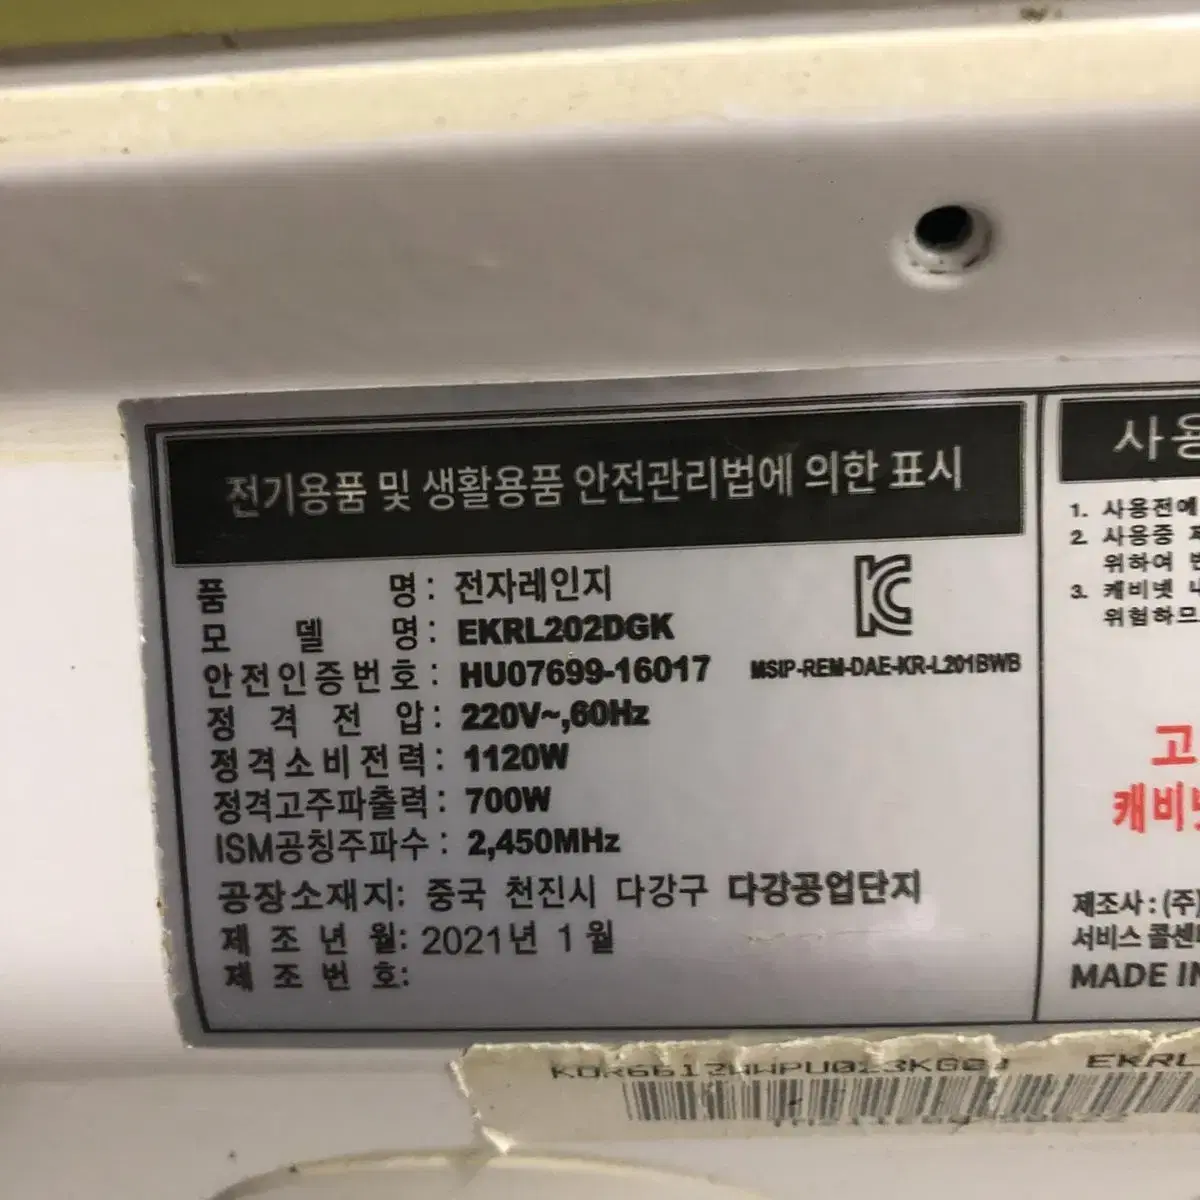 전기용품 및 생활용품 안전관리법에 의한 표시
품 명 : 전자레인지
모 델 명 : EKRL202DGK
안전인증번호 : HU07699-16017
MSIP-REM-DAE-KR-L201BWB
정 격 전 압 : 220V~,60Hz
정격소비전력 : 1120W
정격고주파출력 : 700W
ISM공칭주파수 : 2,450MHz
공장소재지: 중국 천진시 다강구 다강공업단지
제 조 년 월: 2021년 1월
제 조 번 호:
사용
1. 사용전에
2. 사용중
위하여
3. 캐비넷
위험하므
고
캐비넷
제조사 : (주)
서비스 콜센터
MADE IN
EKRL